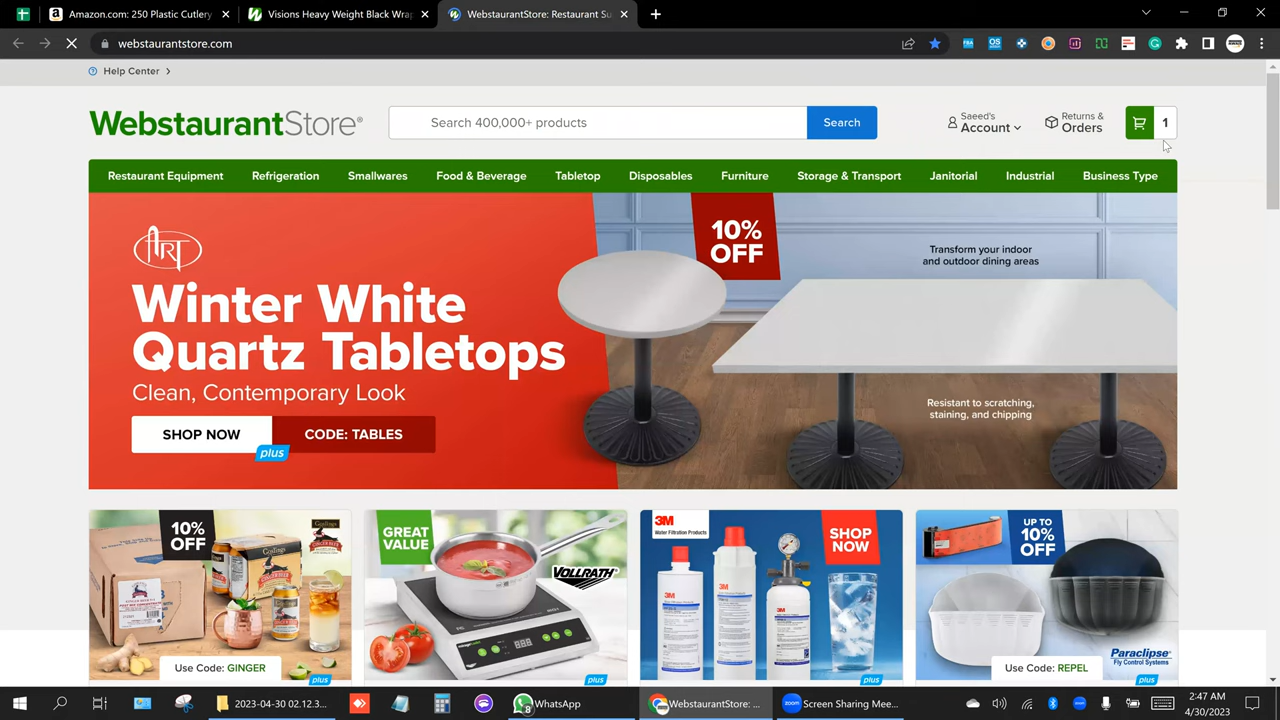 Amazon.com: 250 Plastic Cutlery
Visions Heavy Weight Black Wrap
WebstaurantStore: Restaurant Su
webstaurantstore.com
Help Center
WebstaurantStore®
Search 400,000+ products
Search
Saeed's
Account
Returns &
Orders
1
Restaurant Equipment
Refrigeration
Smallwares
Food & Beverage
Tabletop
Disposables
Furniture
Storage & Transport
Janitorial
Industrial
Business Type
ART
Winter White
Quartz Tabletops
Clean, Contemporary Look
SHOP NOW
CODE: TABLES
plus
10%
OFF
Transform your indoor
and outdoor dining areas
Resistant to scratching,
staining, and chipping
10%
OFF
Goslings
Use Code: GINGER
plus
GREAT
VALUE
VOLLRATH
plus
3M
Water Filtration Products
SHOP
NOW
3M
3M
3M
plus
UP TO
10%
OFF
Paraclipse
Fly Control Systems
Use Code: REPEL
plus
2023-04-30 02.12.3...
8
WhatsApp
WebstaurantStore: ...
zoom
Screen Sharing Mee...
2:47 AM
4/30/2023